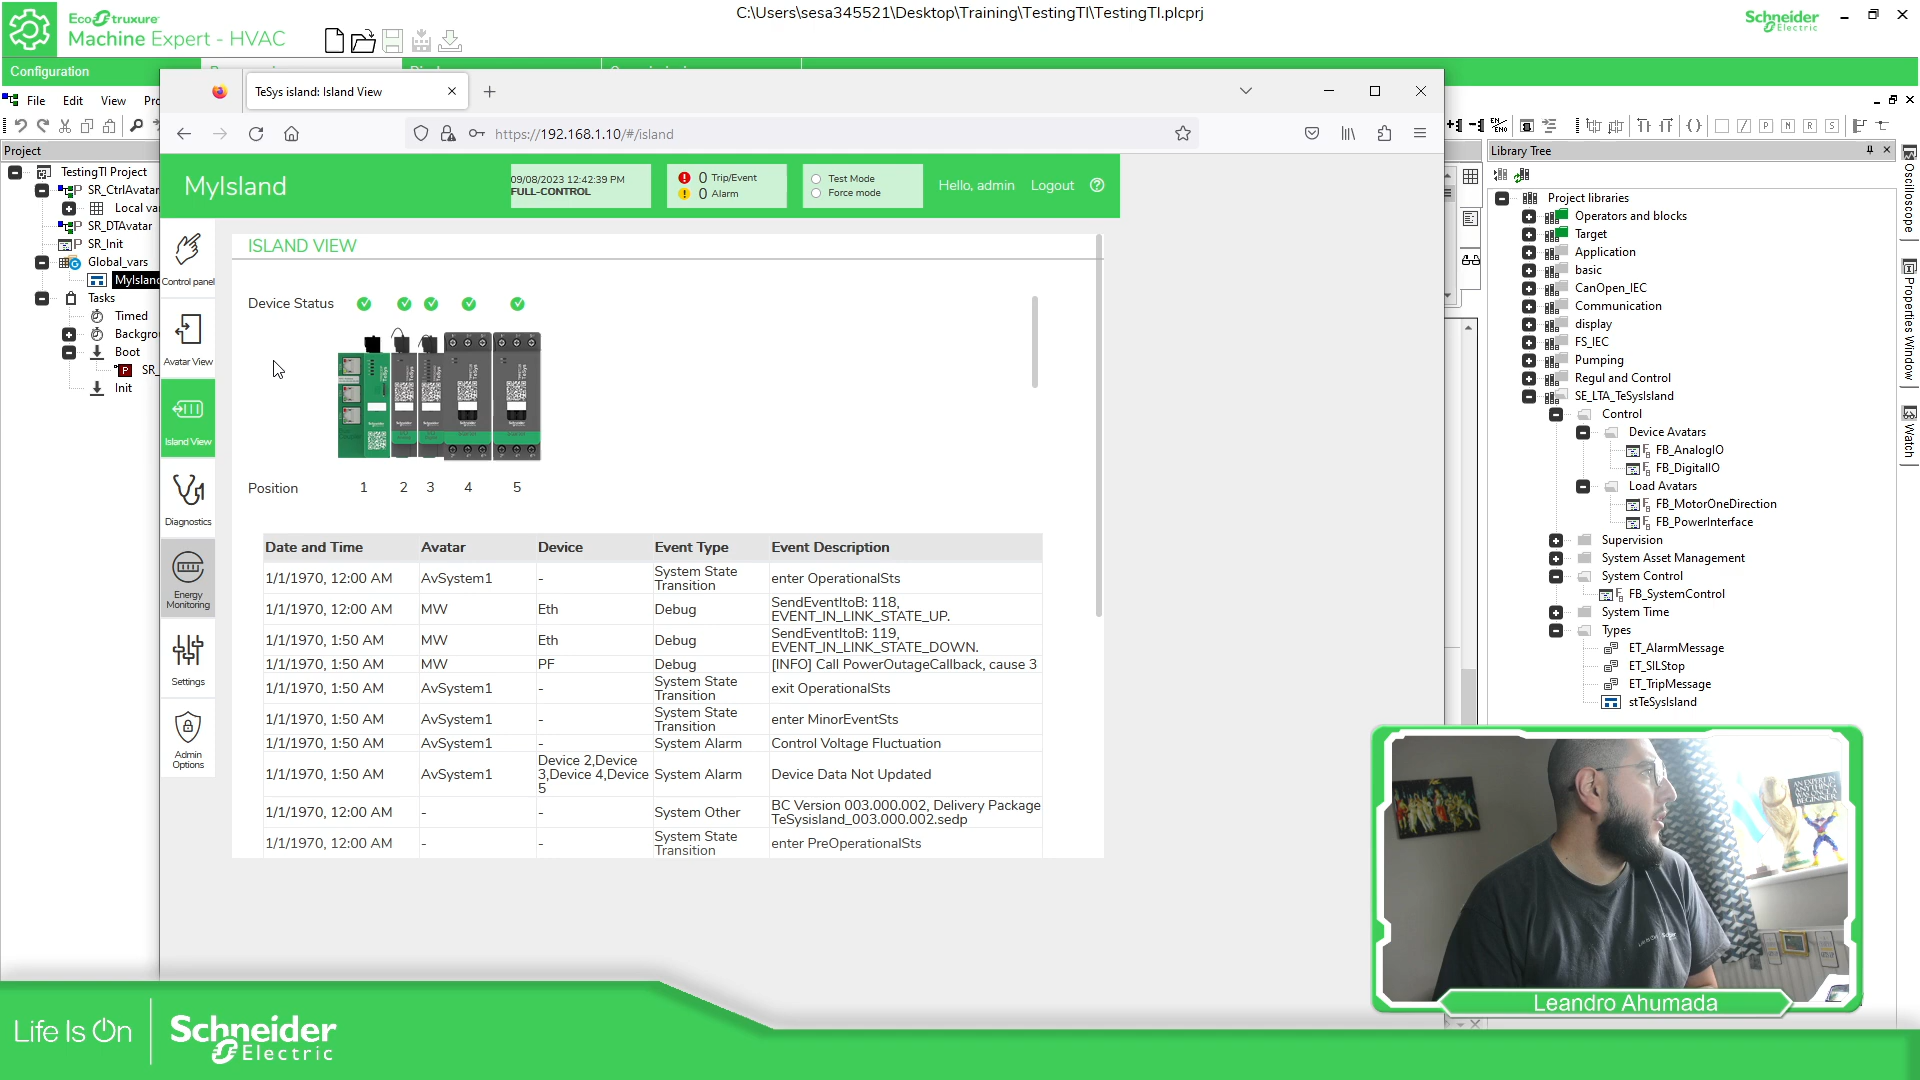 EcoStruxure
Machine Expert - HVAC
C:\Users\sesa345521\Desktop\Training\TestingTI\TestingTI.plcprj
Schneider
Electric
Configuration
File Edit View
TeSys island: Island View
https://192.168.1.10/#/island
Project
TestingTI Project
SR_CtrlAvatar
Local va
SR_DTAvatar
SR_Init
Global_vars
MyIsland
Tasks
Timed
Backgro
Boot
SR_
Init
MyIsland
09/08/2023 12:42:39 PM
FULL-CONTROL
0 Trip/Event
0 Alarm
Test Mode
Force mode
Hello, admin
Logout
Control panel
Avatar View
Island View
Diagnostics
Energy
Monitoring
Settings
Admin
Options
ISLAND VIEW
Device Status
Position 1 2 3 4 5
Date and Time Avatar Device Event Type Event Description
1/1/1970, 12:00 AM AvSystem1 - System State Transition enter OperationalSts
1/1/1970, 12:00 AM MW Eth Debug SendEventItoB: 118, EVENT_IN_LINK_STATE_UP.
1/1/1970, 1:50 AM MW Eth Debug SendEventItoB: 119, EVENT_IN_LINK_STATE_DOWN.
1/1/1970, 1:50 AM MW PF Debug [INFO] Call PowerOutageCallback, cause 3
1/1/1970, 1:50 AM AvSystem1 - System State Transition exit OperationalSts
1/1/1970, 1:50 AM AvSystem1 - System State Transition enter MinorEventSts
1/1/1970, 1:50 AM AvSystem1 - System Alarm Control Voltage Fluctuation
1/1/1970, 1:50 AM AvSystem1 Device 2,Device 3,Device 4,Device 5 System Alarm Device Data Not Updated
1/1/1970, 12:00 AM - - System Other BC Version 003.000.002, Delivery Package TeSysisland_003.000.002.sedp
1/1/1970, 12:00 AM - - System State Transition enter PreOperationalSts
Library Tree
Project libraries
Operators and blocks
Target
Application
basic
CanOpen_IEC
Communication
display
FS_IEC
Pumping
Regul and Control
SE_LTA_TeSysIsland
Control
Device Avatars
FB_AnalogIO
FB_DigitalIO
Load Avatars
FB_MotorOneDirection
FB_PowerInterface
Supervision
System Asset Management
System Control
FB_SystemControl
System Time
Types
ET_AlarmMessage
ET_SILStop
ET_TripMessage
stTeSysIsland
Oscilloscope
Properties Window
Watch
AN EXPERT IN
ANYTHING
WAS ONCE A
BEGINNER
Leandro Ahumada
Life Is On
Schneider
Electric